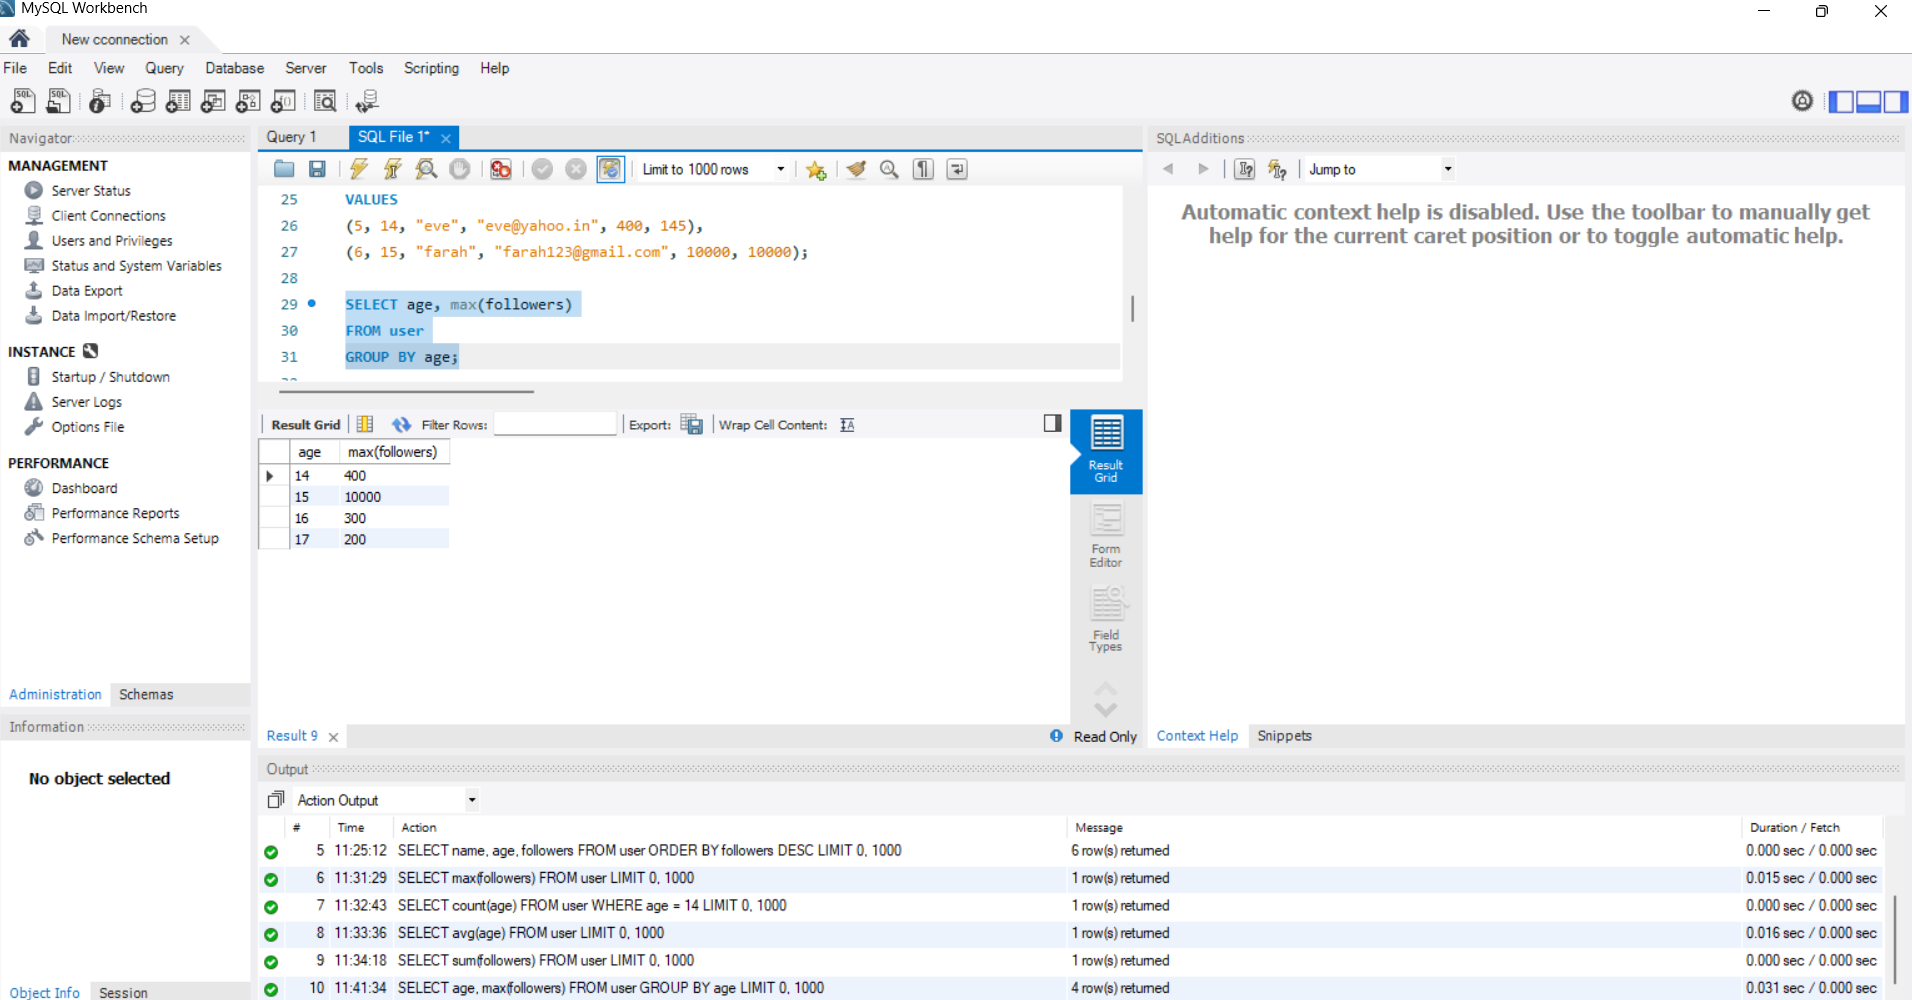 MySQL Workbench
New cconnection
File Edit View Query Database Server Tools Scripting Help
Navigator
MANAGEMENT
Server Status
Client Connections
Users and Privileges
Status and System Variables
Data Export
Data Import/Restore
INSTANCE
Startup / Shutdown
Server Logs
Options File
PERFORMANCE
Dashboard
Performance Reports
Performance Schema Setup
Administration Schemas
Information
No object selected
Object Info Session
Query 1 SQL File 1*
Limit to 1000 rows
25 VALUES
26 (5, 14, "eve", "eve@yahoo.in", 400, 145),
27 (6, 15, "farah", "farah123@gmail.com", 10000, 10000);
28
29 SELECT age, max(followers)
30 FROM user
31 GROUP BY age;
32
Result Grid Filter Rows: Export: Wrap Cell Content:
age max(followers)
14 400
15 10000
16 300
17 200
Result Grid
Form Editor
Field Types
Result 9 Read Only
SQLAdditions
Jump to
Automatic context help is disabled. Use the toolbar to manually get
help for the current caret position or to toggle automatic help.
Context Help Snippets
Output
Action Output
# Time Action Message Duration / Fetch
5 11:25:12 SELECT name, age, followers FROM user ORDER BY followers DESC LIMIT 0, 1000 6 row(s) returned 0.000 sec / 0.000 sec
6 11:31:29 SELECT max(followers) FROM user LIMIT 0, 1000 1 row(s) returned 0.015 sec / 0.000 sec
7 11:32:43 SELECT count(age) FROM user WHERE age = 14 LIMIT 0, 1000 1 row(s) returned 0.000 sec / 0.000 sec
8 11:33:36 SELECT avg(age) FROM user LIMIT 0, 1000 1 row(s) returned 0.016 sec / 0.000 sec
9 11:34:18 SELECT sum(followers) FROM user LIMIT 0, 1000 1 row(s) returned 0.000 sec / 0.000 sec
10 11:41:34 SELECT age, max(followers) FROM user GROUP BY age LIMIT 0, 1000 4 row(s) returned 0.031 sec / 0.000 sec